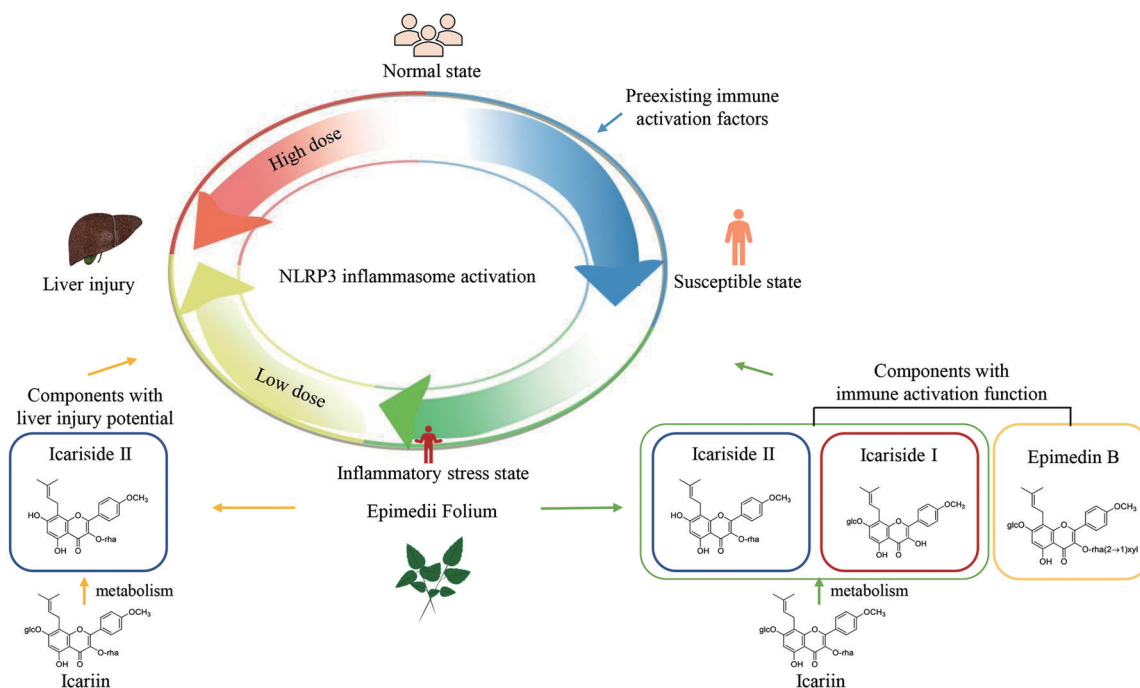 Normal state
Preexisting immune
activation factors
High dose
Liver injury
NLRP3 inflammasome activation
Susceptible state
Low dose
Components with
liver injury potential
Components with
immune activation function
Inflammatory stress state
Epimedii Folium
Icariside II
OCH3
HO
O
O-rha
OH
O
metabolism
glcO
O
OCH3
O-rha
OH
O
Icariin
Icariside II
OCH3
HO
O
O-rha
OH
O
Icariside I
OCH3
glcO
O
OH
OH
O
Epimedin B
OCH3
glcO
O
O-rha(2→1)xyl
OH
O
metabolism
OCH3
glcO
O
O-rha
OH
O
Icariin